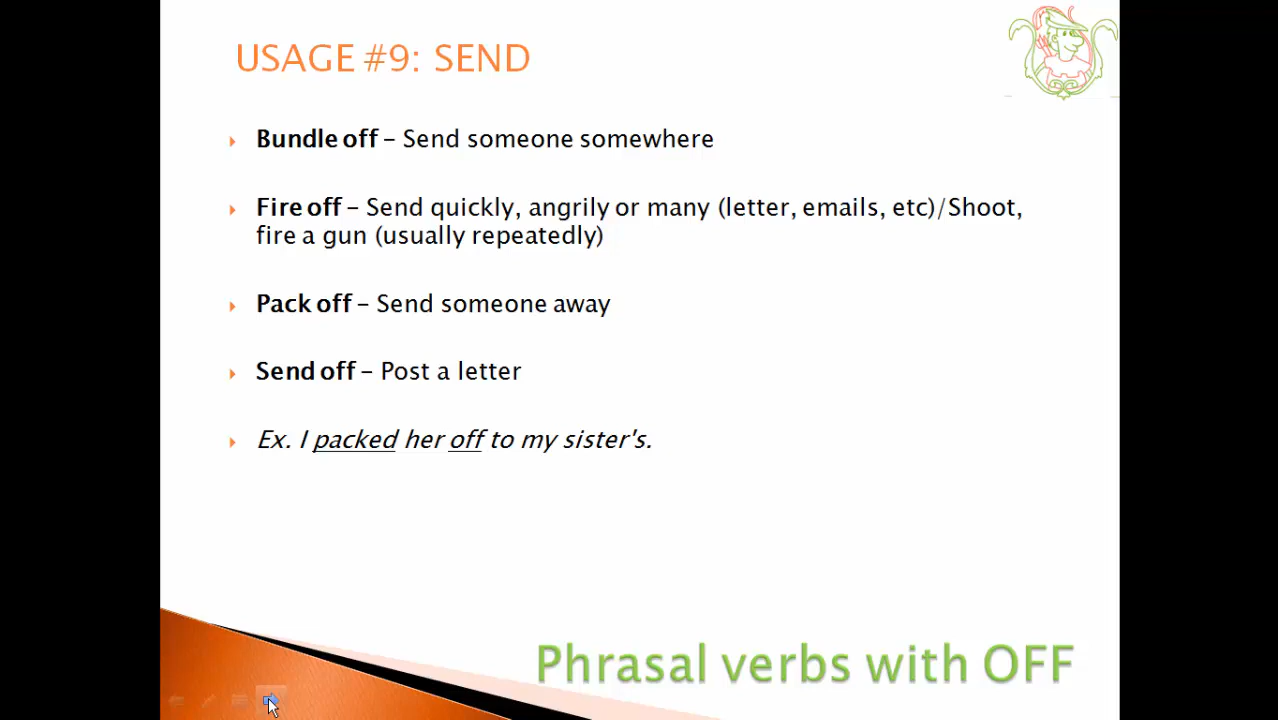 USAGE #9: SEND
Bundle off – Send someone somewhere
Fire off – Send quickly, angrily or many (letter, emails, etc)/Shoot,
fire a gun (usually repeatedly)
Pack off – Send someone away
Send off – Post a letter
Ex. I packed her off to my sister's.
Phrasal verbs with OFF